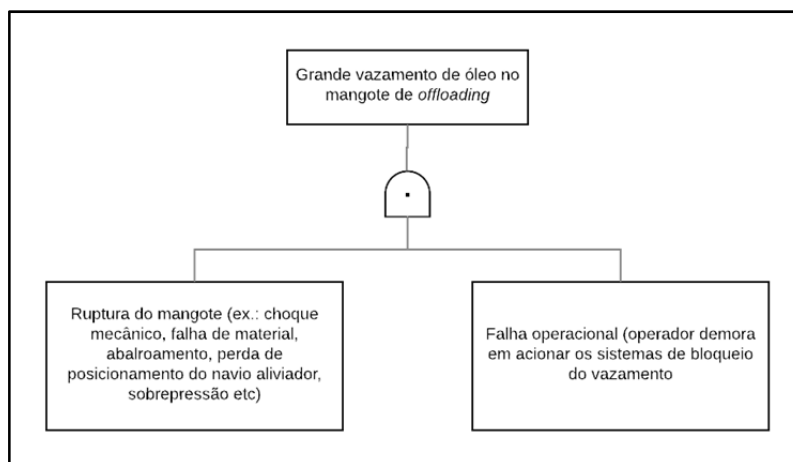 Grande vazamento de óleo no
mangote de offloading
Ruptura do mangote (ex.: choque
mecânico, falha de material,
abalroamento, perda de
posicionamento do navio aliviador,
sobrepressão etc)
Falha operacional (operador demora
em acionar os sistemas de bloqueio
do vazamento